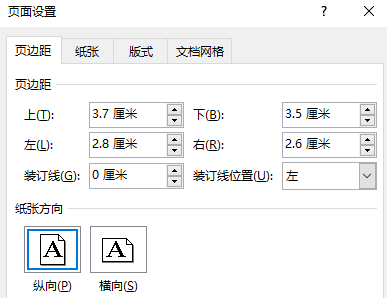 页面设置 ? ×
页边距 纸张 版式 文档网格
页边距
上(T): 3.7 厘米 下(B): 3.5 厘米
左(L): 2.8 厘米 右(R): 2.6 厘米
装订线(G): 0 厘米 装订线位置(U): 左
纸张方向
A A
纵向(P) 横向(S)